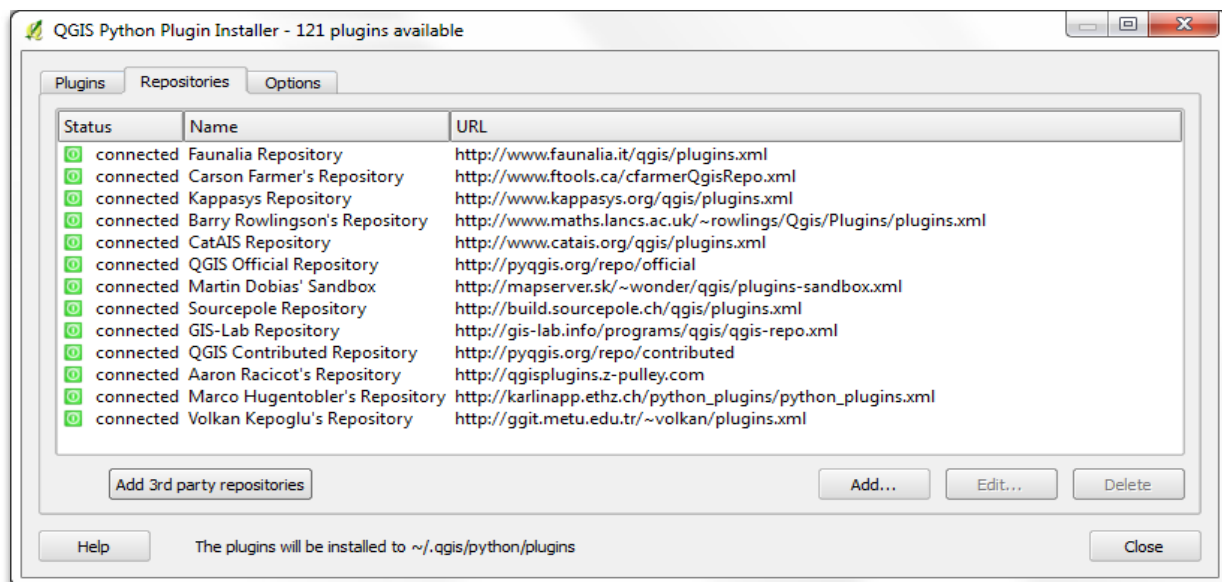 QGIS Python Plugin Installer - 121 plugins available
Plugins Repositories Options
Status Name URL
connected Faunalia Repository http://www.faunalia.it/qgis/plugins.xml
connected Carson Farmer's Repository http://www.ftools.ca/cfarmerQgisRepo.xml
connected Kappasys Repository http://www.kappasys.org/qgis/plugins.xml
connected Barry Rowlingson's Repository http://www.maths.lancs.ac.uk/~rowlings/Qgis/Plugins/plugins.xml
connected CatAIS Repository http://www.catais.org/qgis/plugins.xml
connected QGIS Official Repository http://pyqgis.org/repo/official
connected Martin Dobias' Sandbox http://mapserver.sk/~wonder/qgis/plugins-sandbox.xml
connected Sourcepole Repository http://build.sourcepole.ch/qgis/plugins.xml
connected GIS-Lab Repository http://gis-lab.info/programs/qgis/qgis-repo.xml
connected QGIS Contributed Repository http://pyqgis.org/repo/contributed
connected Aaron Racicot's Repository http://qgisplugins.z-pulley.com
connected Marco Hugentobler's Repository http://karlinapp.ethz.ch/python_plugins/python_plugins.xml
connected Volkan Kepoglu's Repository http://ggit.metu.edu.tr/~volkan/plugins.xml
Add 3rd party repositories Add... Edit... Delete
Help The plugins will be installed to ~/.qgis/python/plugins Close